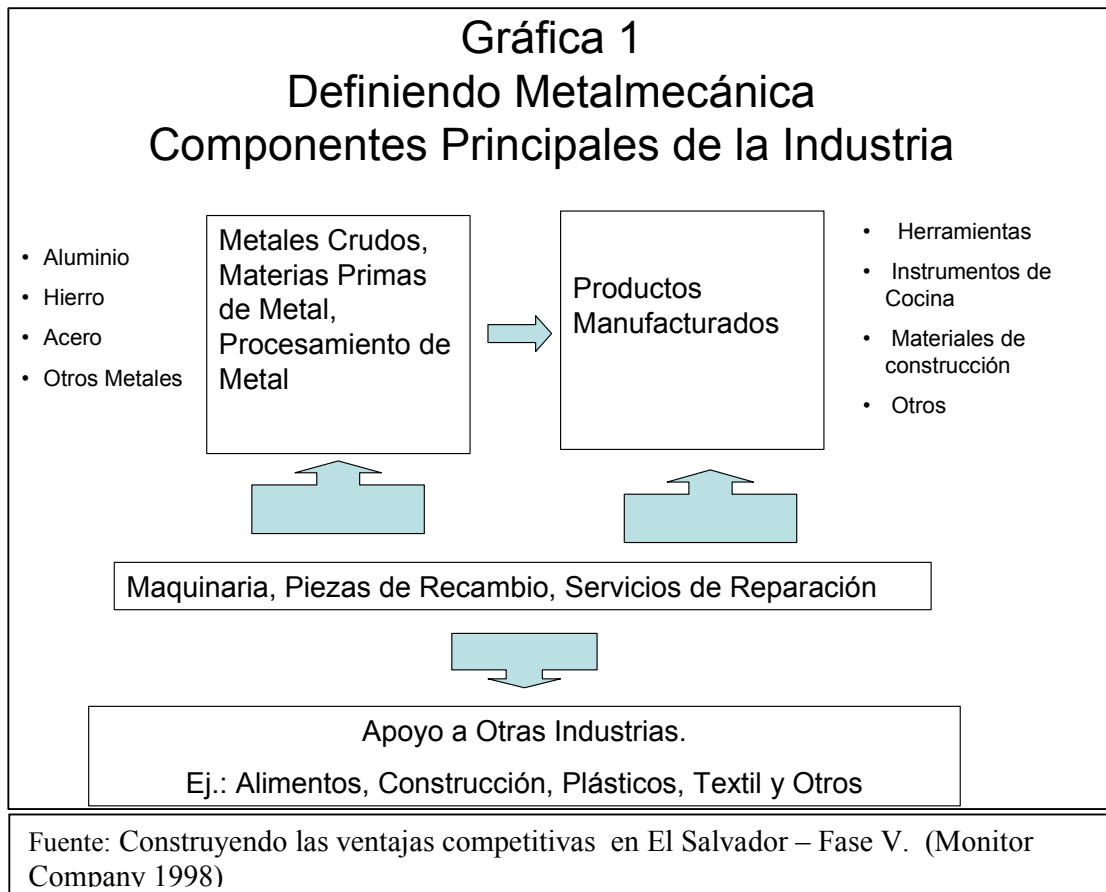 Gráfica 1
Definiendo Metalmecánica
Componentes Principales de la Industria
• Aluminio
• Hierro
• Acero
• Otros Metales
Metales Crudos,
Materias Primas
de Metal,
Procesamiento de
Metal
Productos
Manufacturados
• Herramientas
• Instrumentos de
Cocina
• Materiales de
construcción
• Otros
Maquinaria, Piezas de Recambio, Servicios de Reparación
Apoyo a Otras Industrias.
Ej.: Alimentos, Construcción, Plásticos, Textil y Otros
Fuente: Construyendo las ventajas competitivas en El Salvador – Fase V. (Monitor
Company 1998)